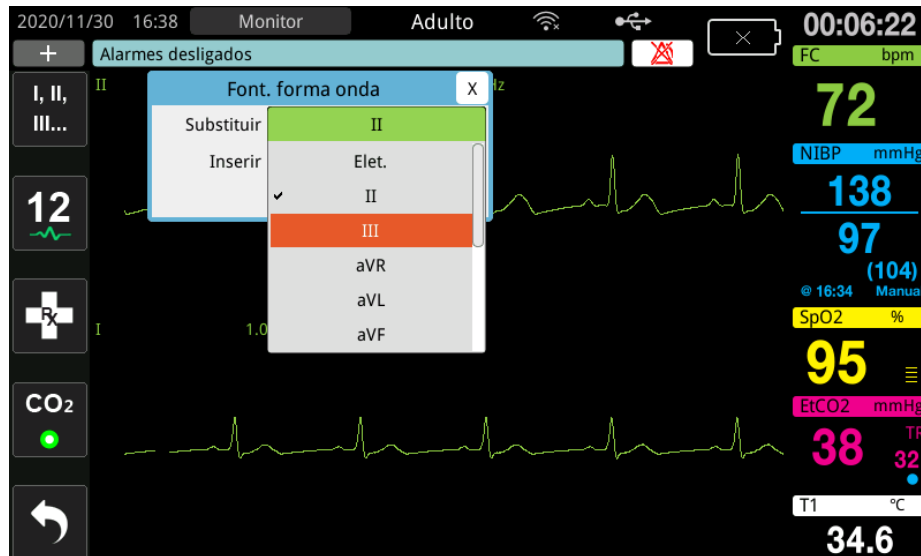 2020/11/30 16:38 Monitor Adulto 00:06:22
+ Alarmes desligados
FC bpm
72
I, II,
III...
II
Hz
Font. forma onda X
Substituir II
Inserir Elet.
II
III
aVR
aVL
aVF
12
Rx
I 1.0
CO2
NIBP mmHg
138
97
(104)
@ 16:34 Manua
SpO2 %
95
EtCO2 mmHg
38
32
T1 °C
34.6